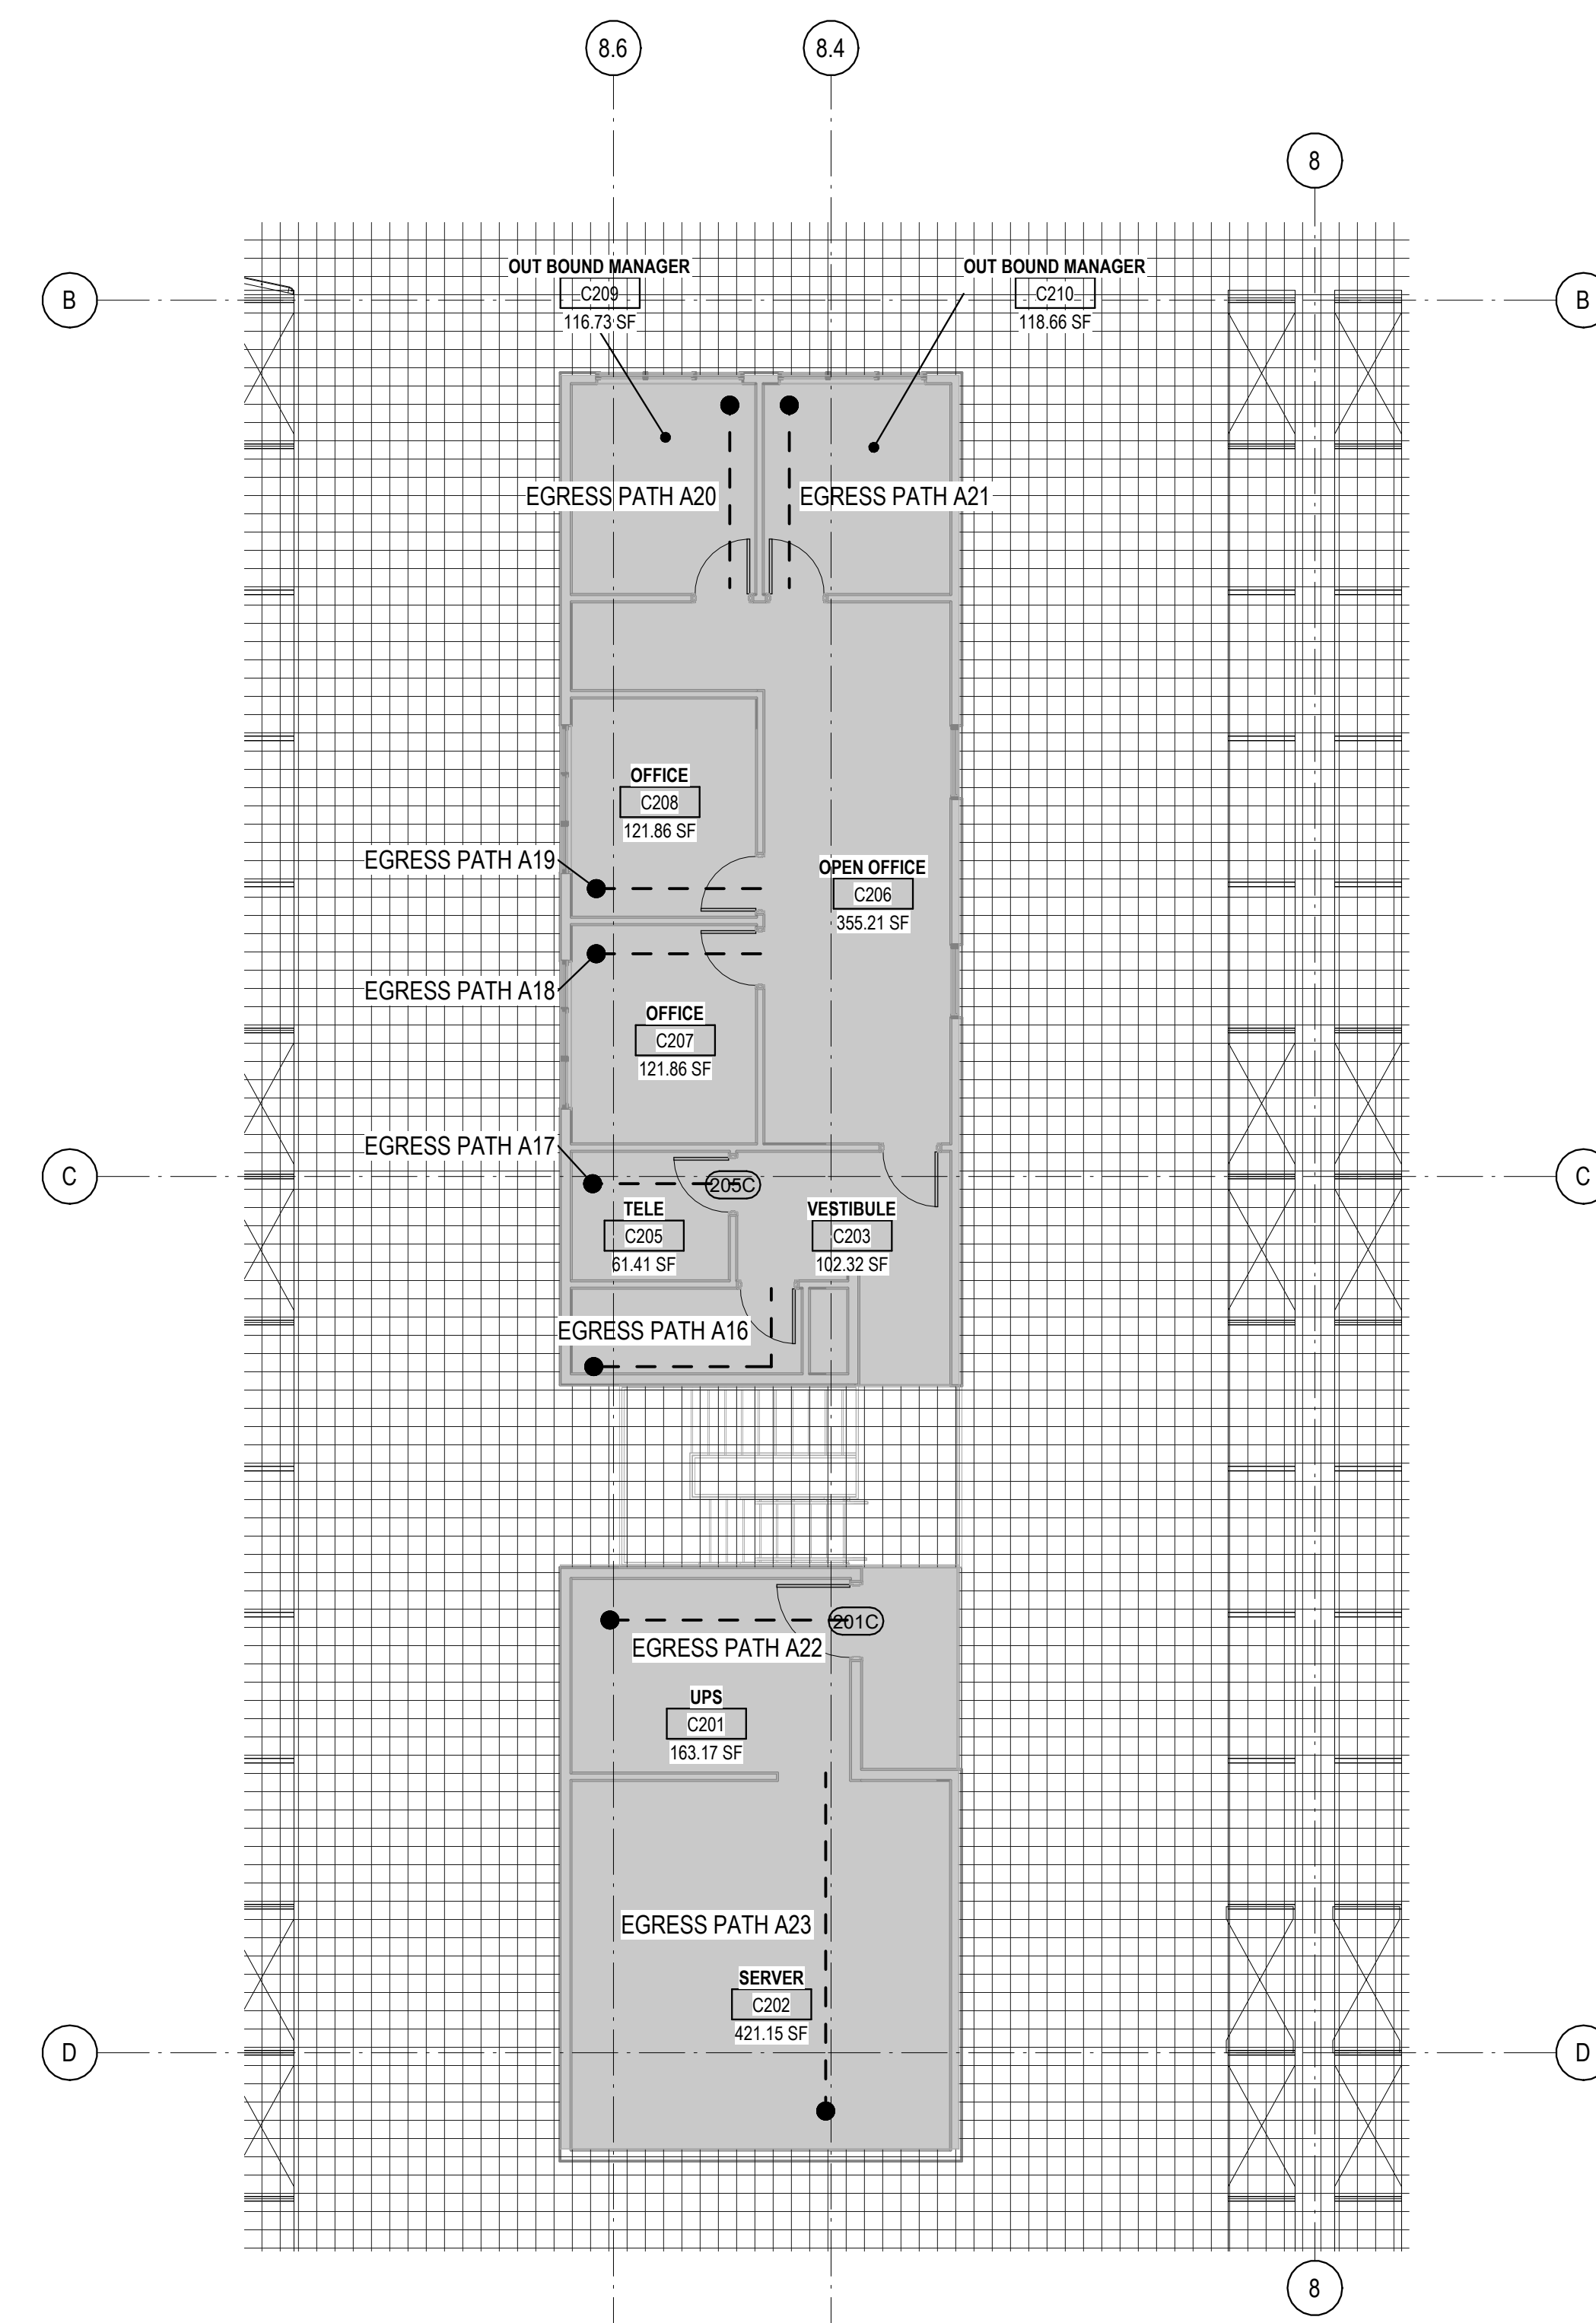 8.6
8.4
8
B
B
OUT BOUND MANAGER
C209
116.73 SF
OUT BOUND MANAGER
C210
118.66 SF
EGRESS PATH A20
EGRESS PATH A21
OFFICE
C208
121.86 SF
EGRESS PATH A19
OPEN OFFICE
C206
355.21 SF
EGRESS PATH A18
OFFICE
C207
121.86 SF
EGRESS PATH A17
C
C
205C
TELE
C205
61.41 SF
VESTIBULE
C203
102.32 SF
EGRESS PATH A16
201C
EGRESS PATH A22
UPS
C201
163.17 SF
EGRESS PATH A23
SERVER
C202
421.15 SF
D
D
8